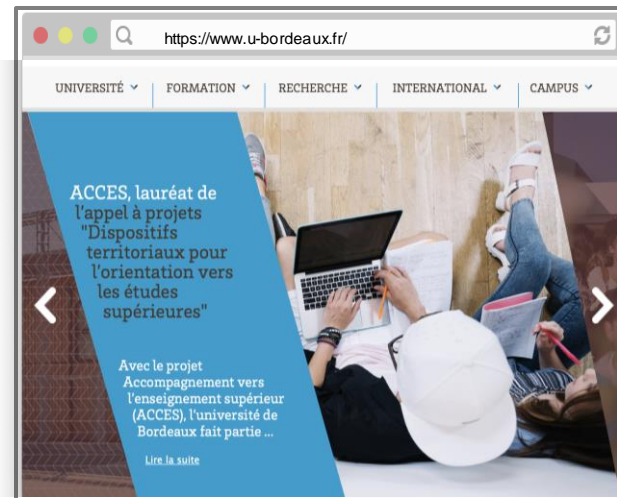 https://www.u-bordeaux.fr/
UNIVERSITÉ FORMATION RECHERCHE INTERNATIONAL CAMPUS
ACCES, lauréat de
l'appel à projets
"Dispositifs
territoriaux pour
l'orientation vers
les études
supérieures"
Avec le projet
Accompagnement vers
l'enseignement supérieur
(ACCES), l'université de
Bordeaux fait partie ...
Lire la suite